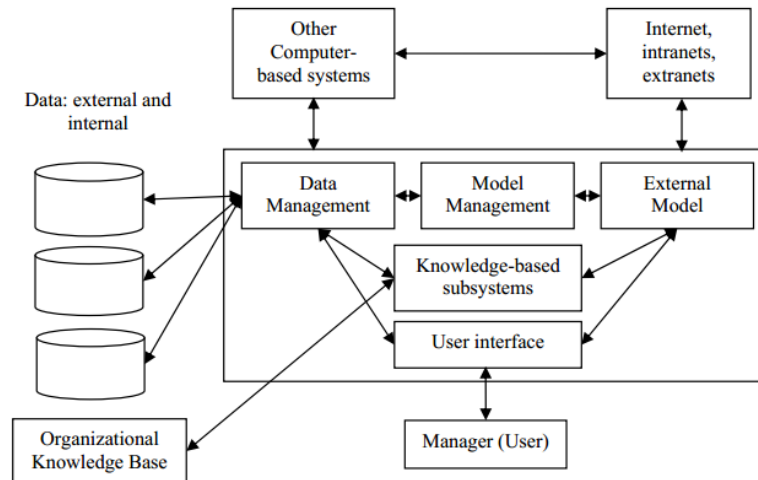 Other
Computer-
based systems
Internet,
intranets,
extranets
Data: external and
internal
Data
Management
Model
Management
External
Model
Knowledge-based
subsystems
User interface
Organizational
Knowledge Base
Manager (User)